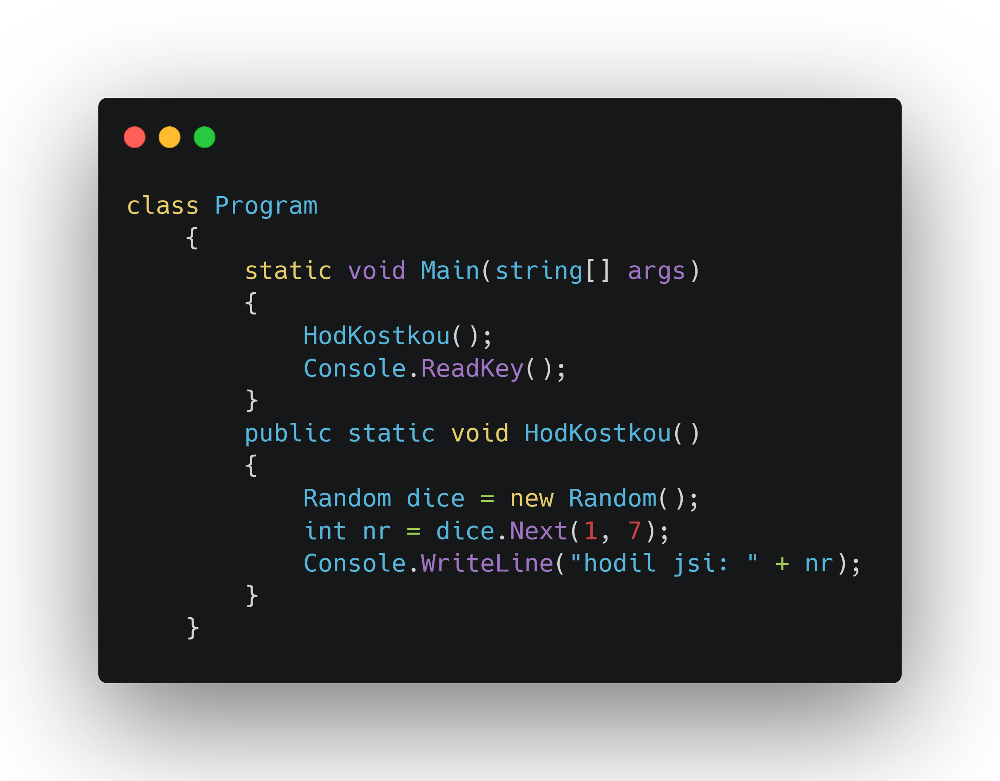 class Program
    {
        static void Main(string[] args)
        {
            HodKostkou();
            Console.ReadKey();
        }
        public static void HodKostkou()
        {
            Random dice = new Random();
            int nr = dice.Next(1, 7);
            Console.WriteLine("hodil jsi: " + nr);
        }
    }